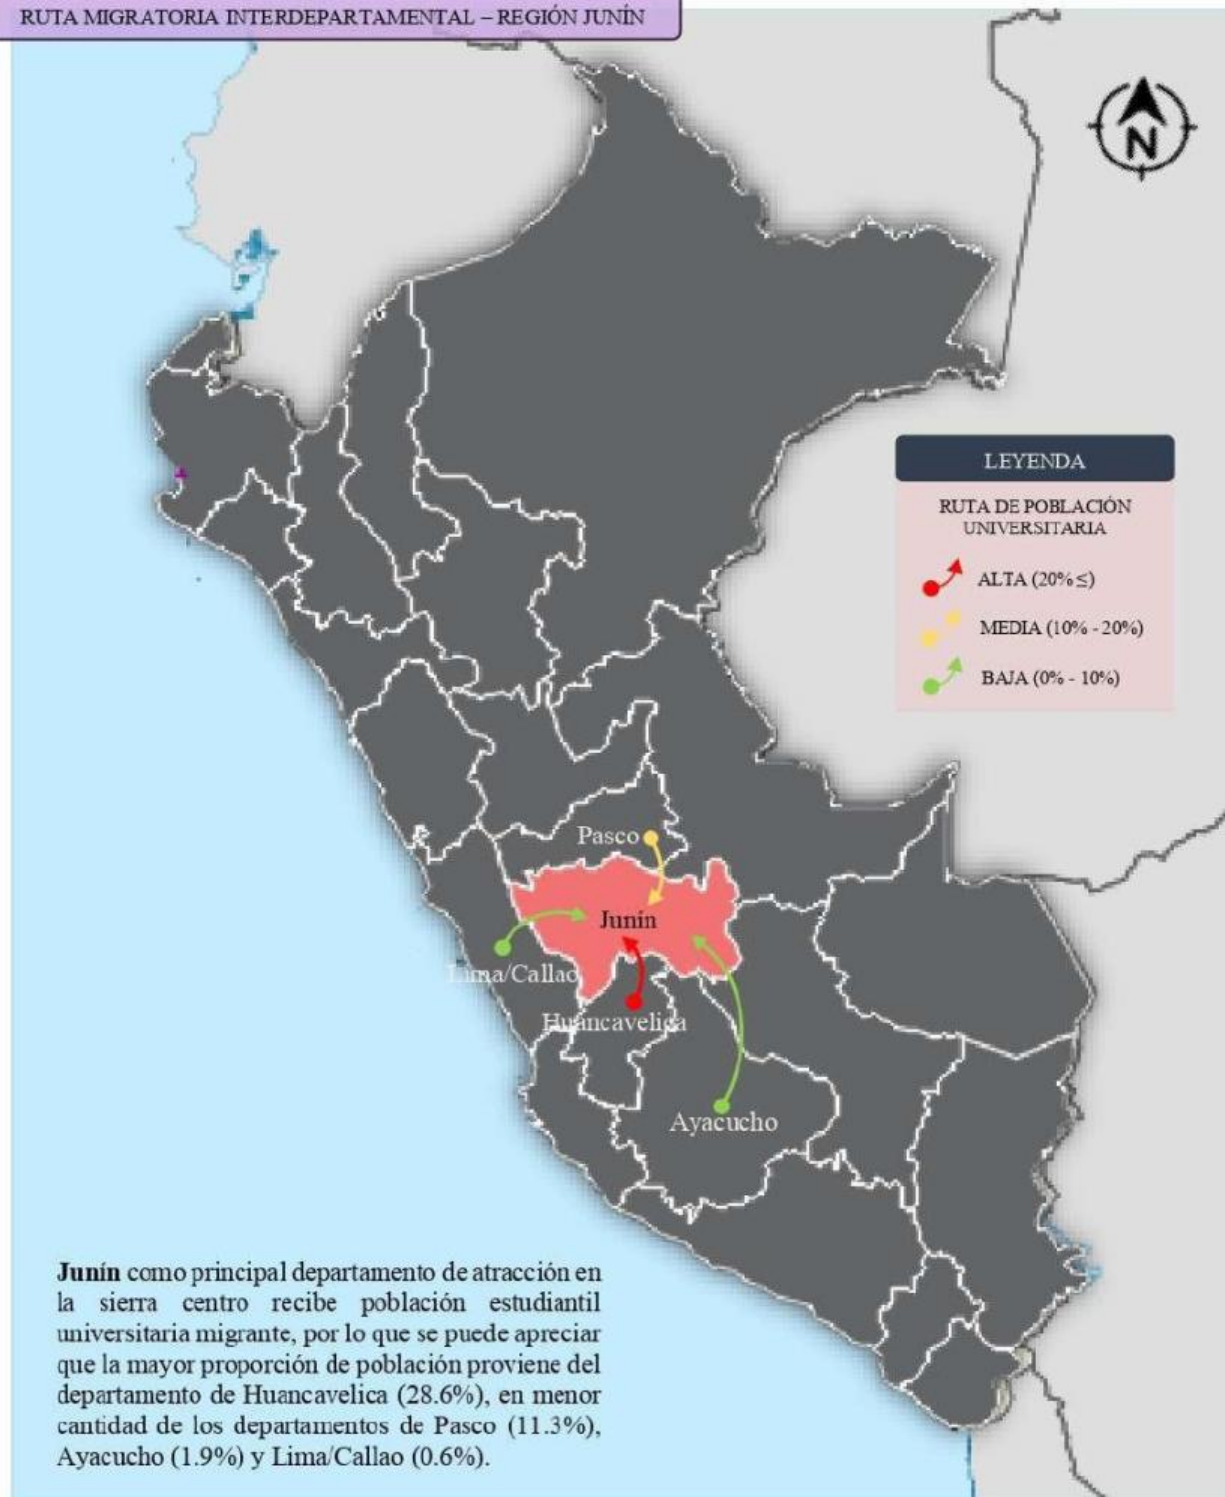 RUTA MIGRATORIA INTERDEPARTAMENTAL – REGIÓN JUNÍN
N
LEYENDA
RUTA DE POBLACIÓN
UNIVERSITARIA
ALTA (20% ≤)
MEDIA (10% - 20%)
BAJA (0% - 10%)
Pasco
Junín
Lima/Callao
Huancavelica
Ayacucho
Junín como principal departamento de atracción en
la sierra centro recibe población estudiantil
universitaria migrante, por lo que se puede apreciar
que la mayor proporción de población proviene del
departamento de Huancavelica (28.6%), en menor
cantidad de los departamentos de Pasco (11.3%),
Ayacucho (1.9%) y Lima/Callao (0.6%).